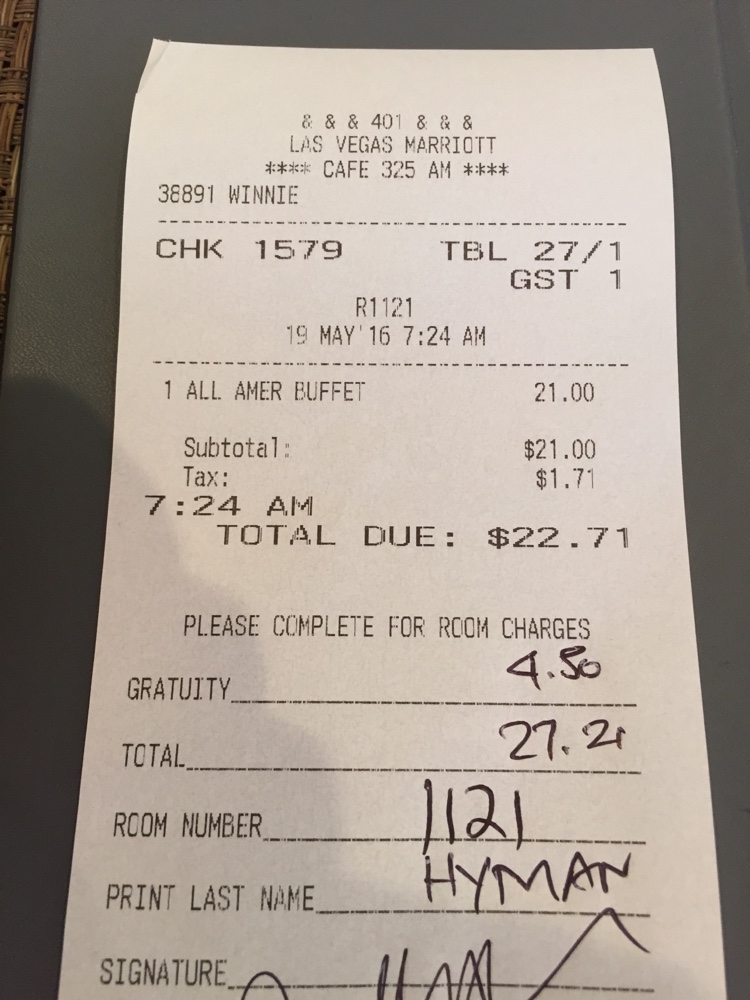 & & & 401 & & &
LAS VEGAS MARRIOTT
**** CAFE 325 AM ****
38891 WINNIE
CHK 1579 TBL 27/1
GST 1
R1121
19 MAY'16 7:24 AM
1 ALL AMER BUFFET 21.00
Subtotal: $21.00
Tax: $1.71
7:24 AM
TOTAL DUE: $22.71
PLEASE COMPLETE FOR ROOM CHARGES
GRATUITY 4.50
TOTAL 27.21
ROOM NUMBER 1121
PRINT LAST NAME HYMAN
SIGNATURE